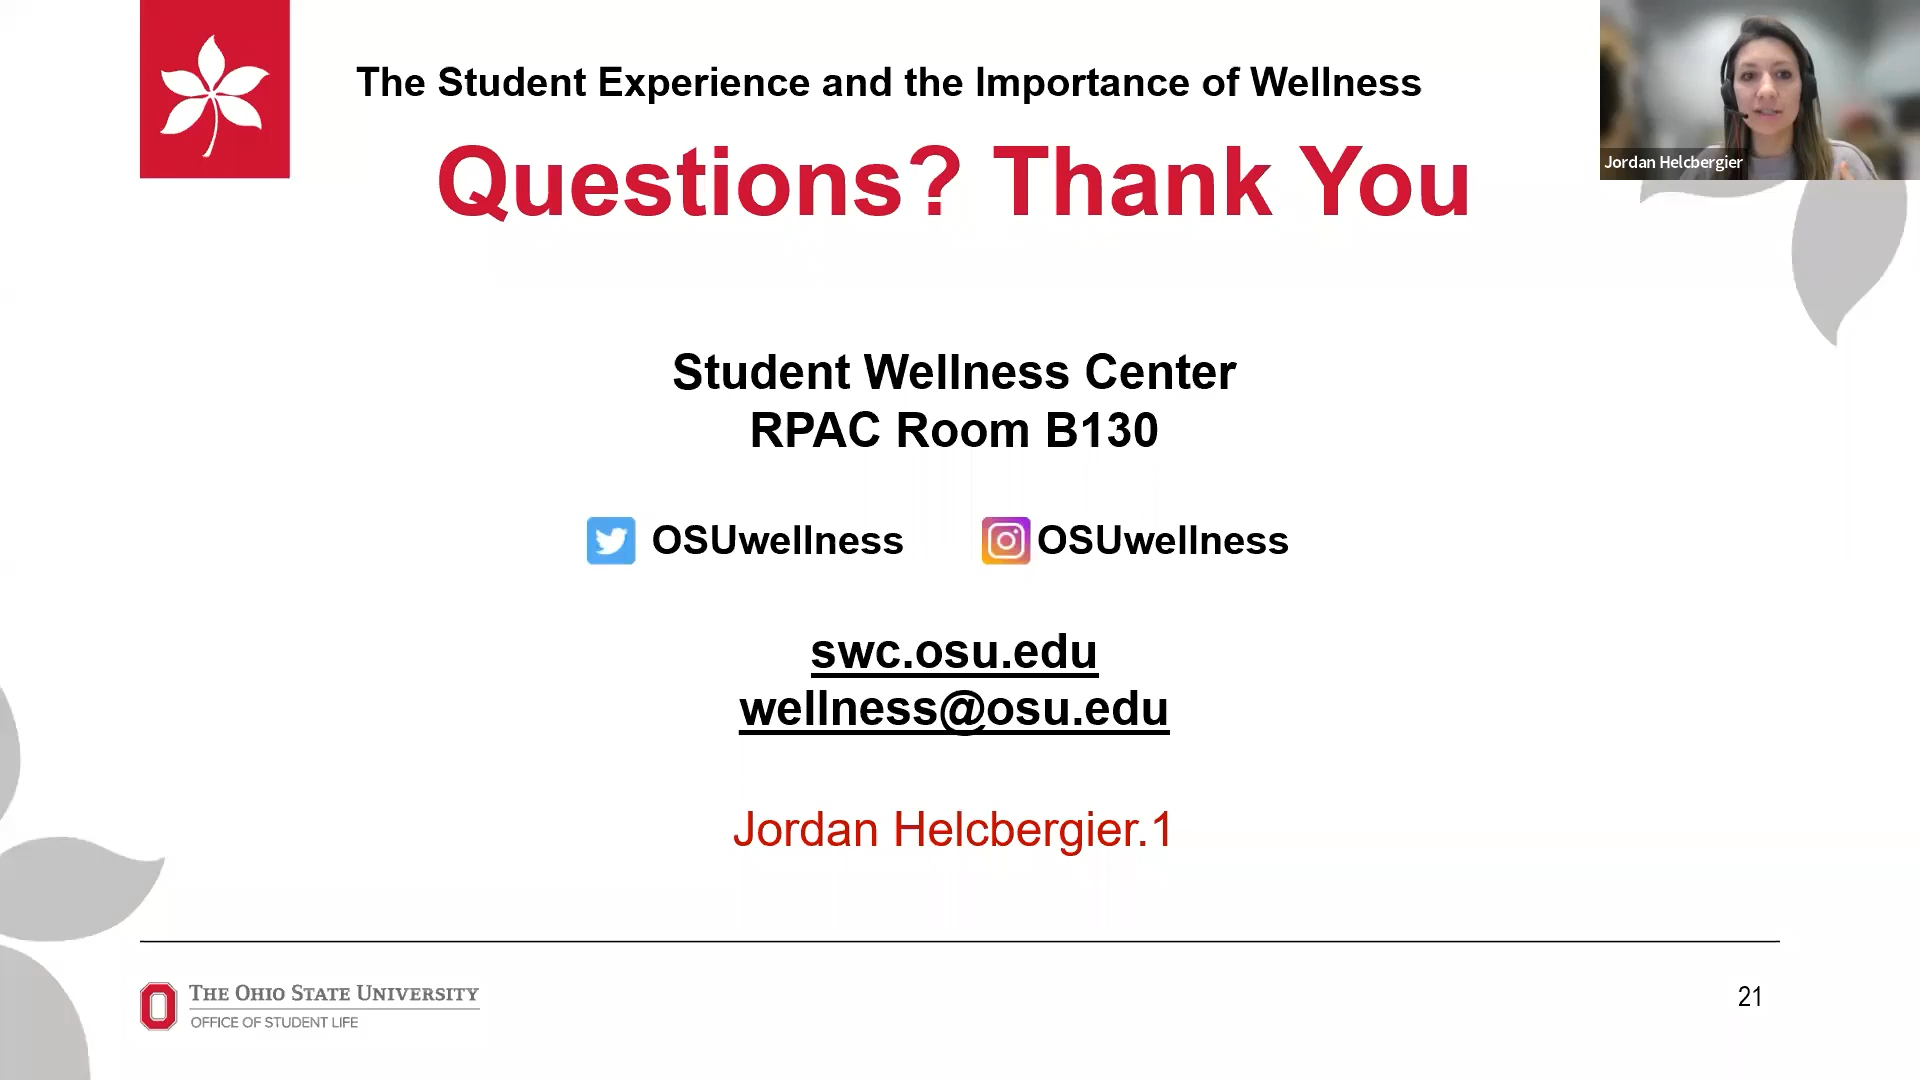 The Student Experience and the Importance of Wellness
Jordan Helcbergier
Questions? Thank You
Student Wellness Center
RPAC Room B130
OSUwellness
OSUwellness
swc.osu.edu
wellness@osu.edu
Jordan Helcbergier.1
THE OHIO STATE UNIVERSITY
OFFICE OF STUDENT LIFE
21